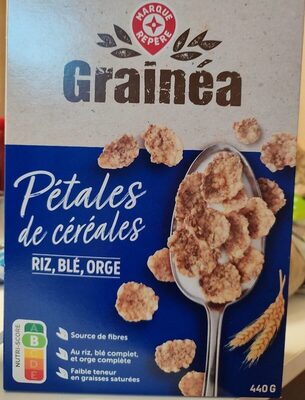 MARQUE
REPÈRE
Grainéa
Pétales
de céréales
RIZ, BLÉ, ORGE
NUTRI-SCORE
A
B
C
D
E
Source de fibres
Au riz, blé complet,
et orge complète
Faible teneur
en graisses saturées
440 G